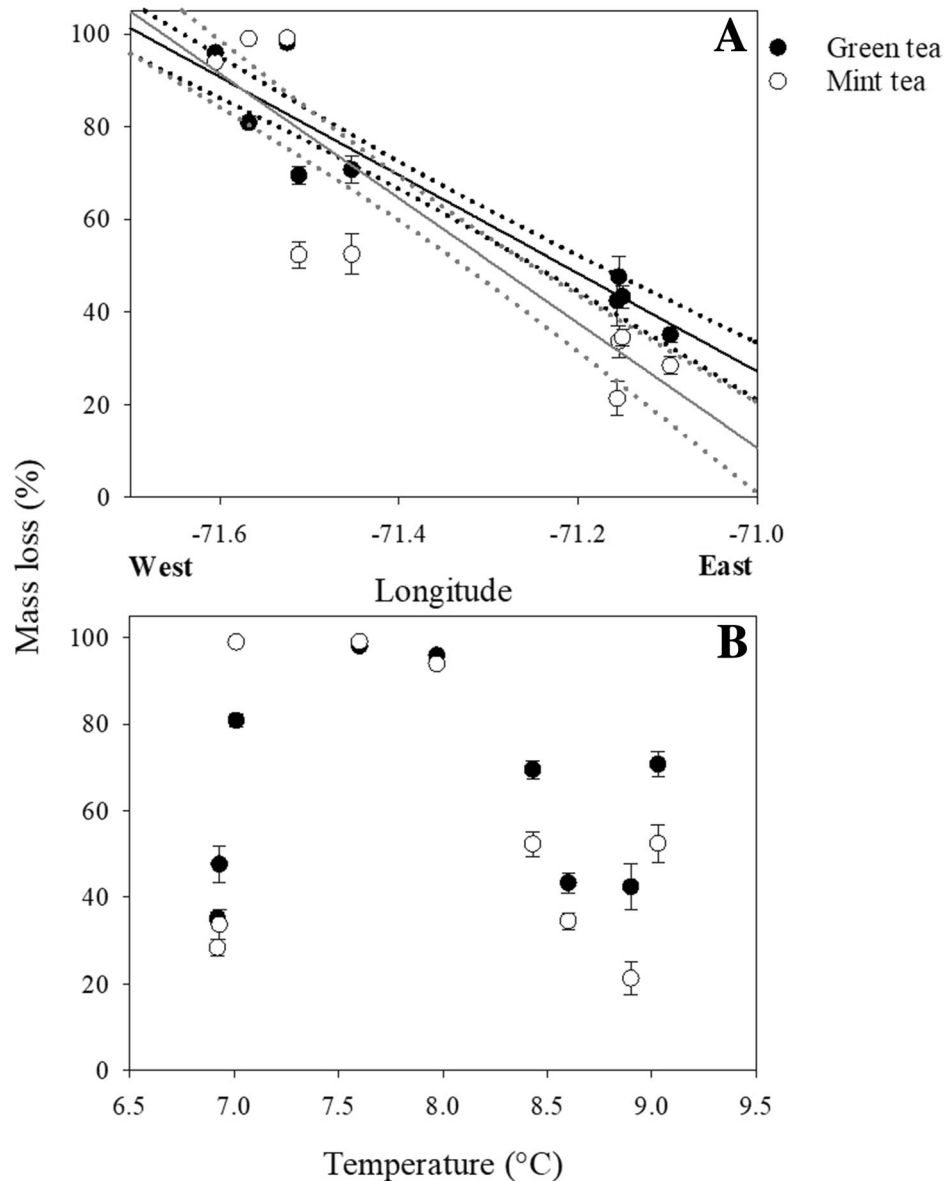 A
Green tea
Mint tea
100
80
60
40
20
0
-71.6 -71.4 -71.2 -71.0
West East
Longitude
Mass loss (%)
B
100
80
60
40
20
0
6.5 7.0 7.5 8.0 8.5 9.0 9.5
Temperature (°C)